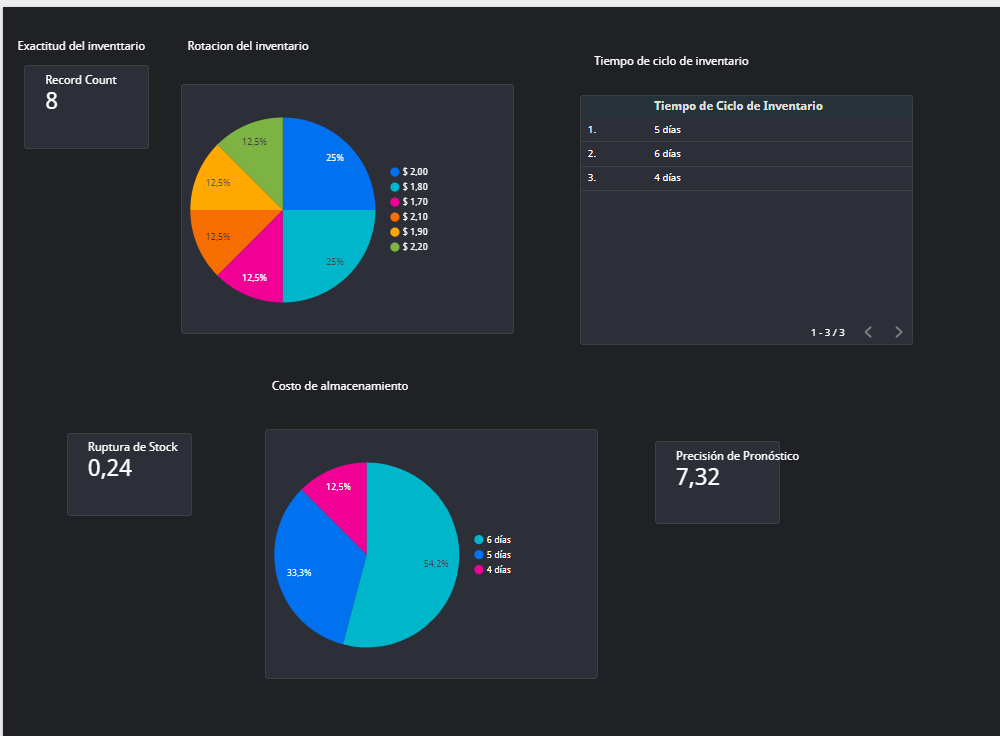 Exactitud del inventtario
Record Count
8
Rotacion del inventario
25%
25%
12,5%
12,5%
12,5%
12,5%
$ 2,00
$ 1,80
$ 1,70
$ 2,10
$ 1,90
$ 2,20
Tiempo de ciclo de inventario
Tiempo de Ciclo de Inventario
1. 5 días
2. 6 días
3. 4 días
1 - 3 / 3
Ruptura de Stock
0,24
Costo de almacenamiento
12,5%
33,3%
54,2%
6 días
5 días
4 días
Precisión de Pronóstico
7,32